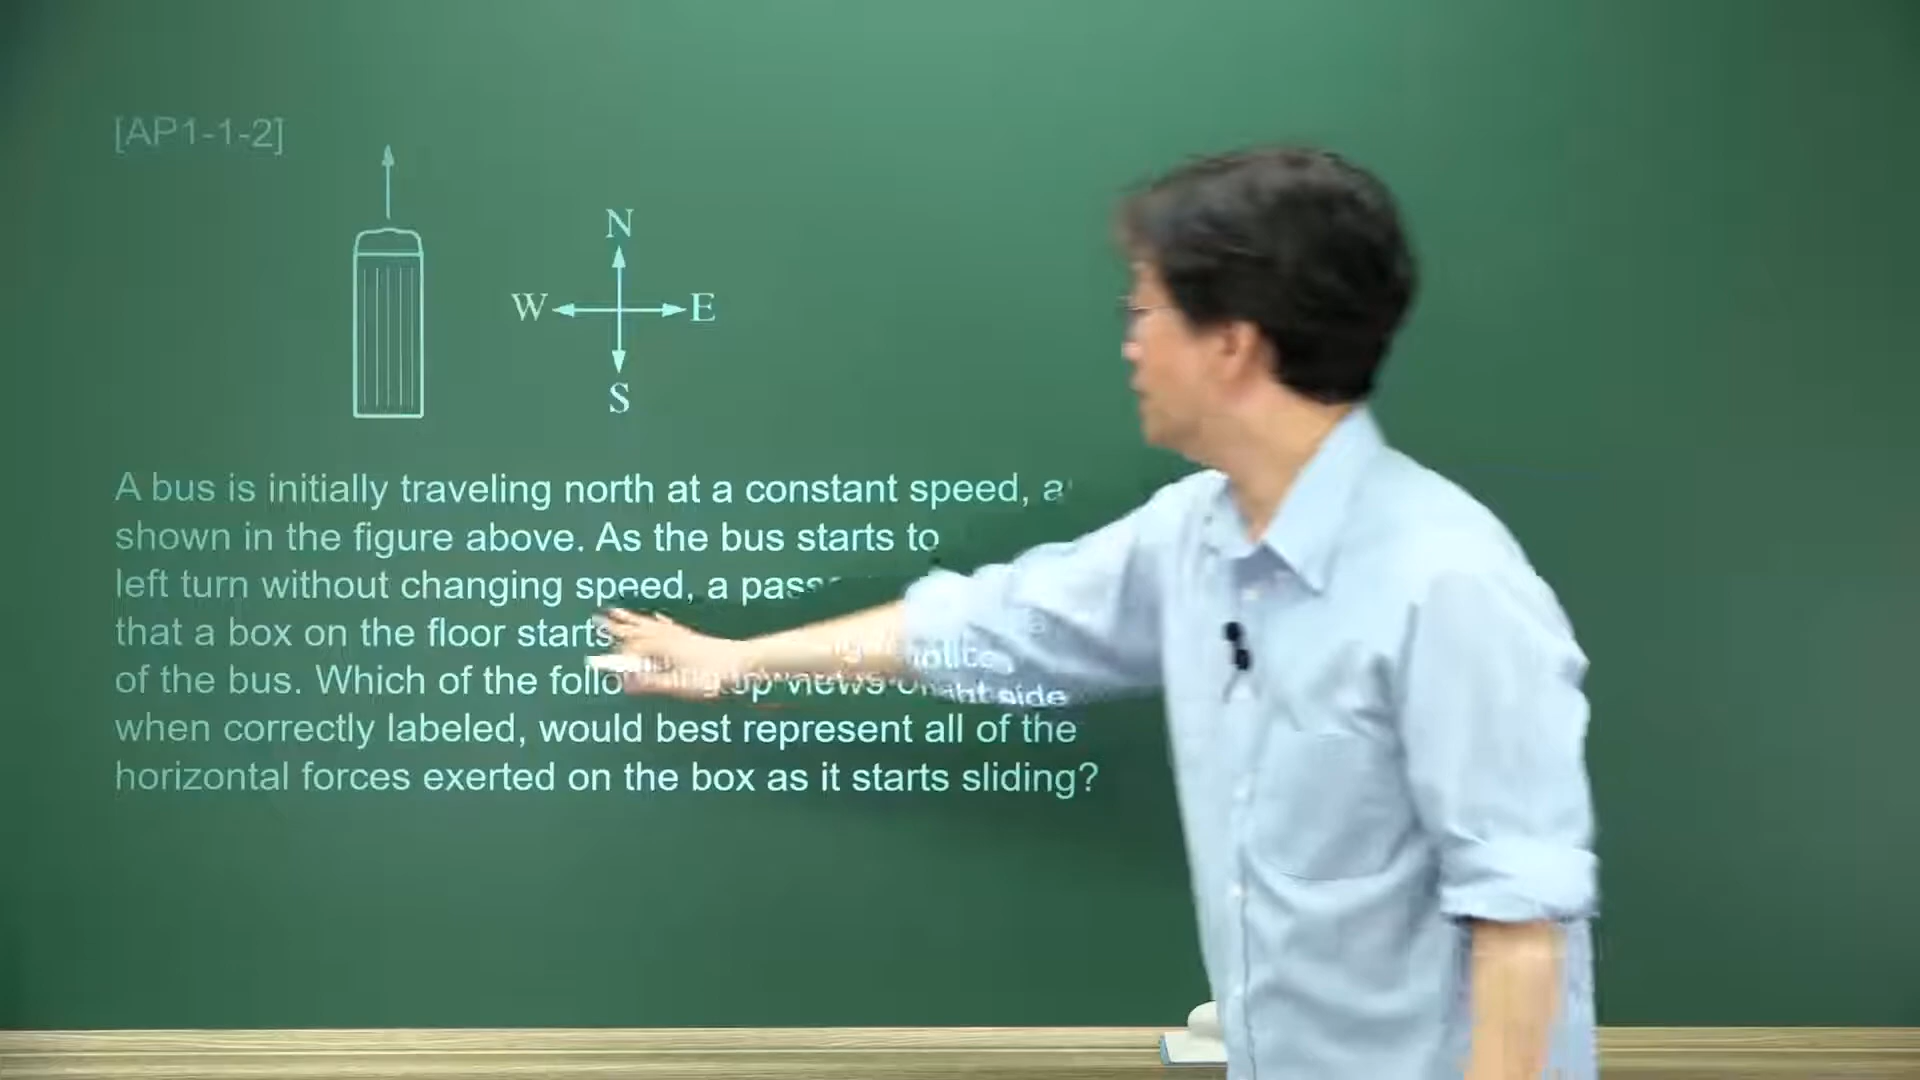 [AP1-1-2]
N
W E
S
A bus is initially traveling north at a constant speed,
shown in the figure above. As the bus starts to
left turn without changing speed, a
that a box on the floor starts
of the bus. Which of the views side
when correctly labeled, would best represent all of the
horizontal forces exerted on the box as it starts sliding?